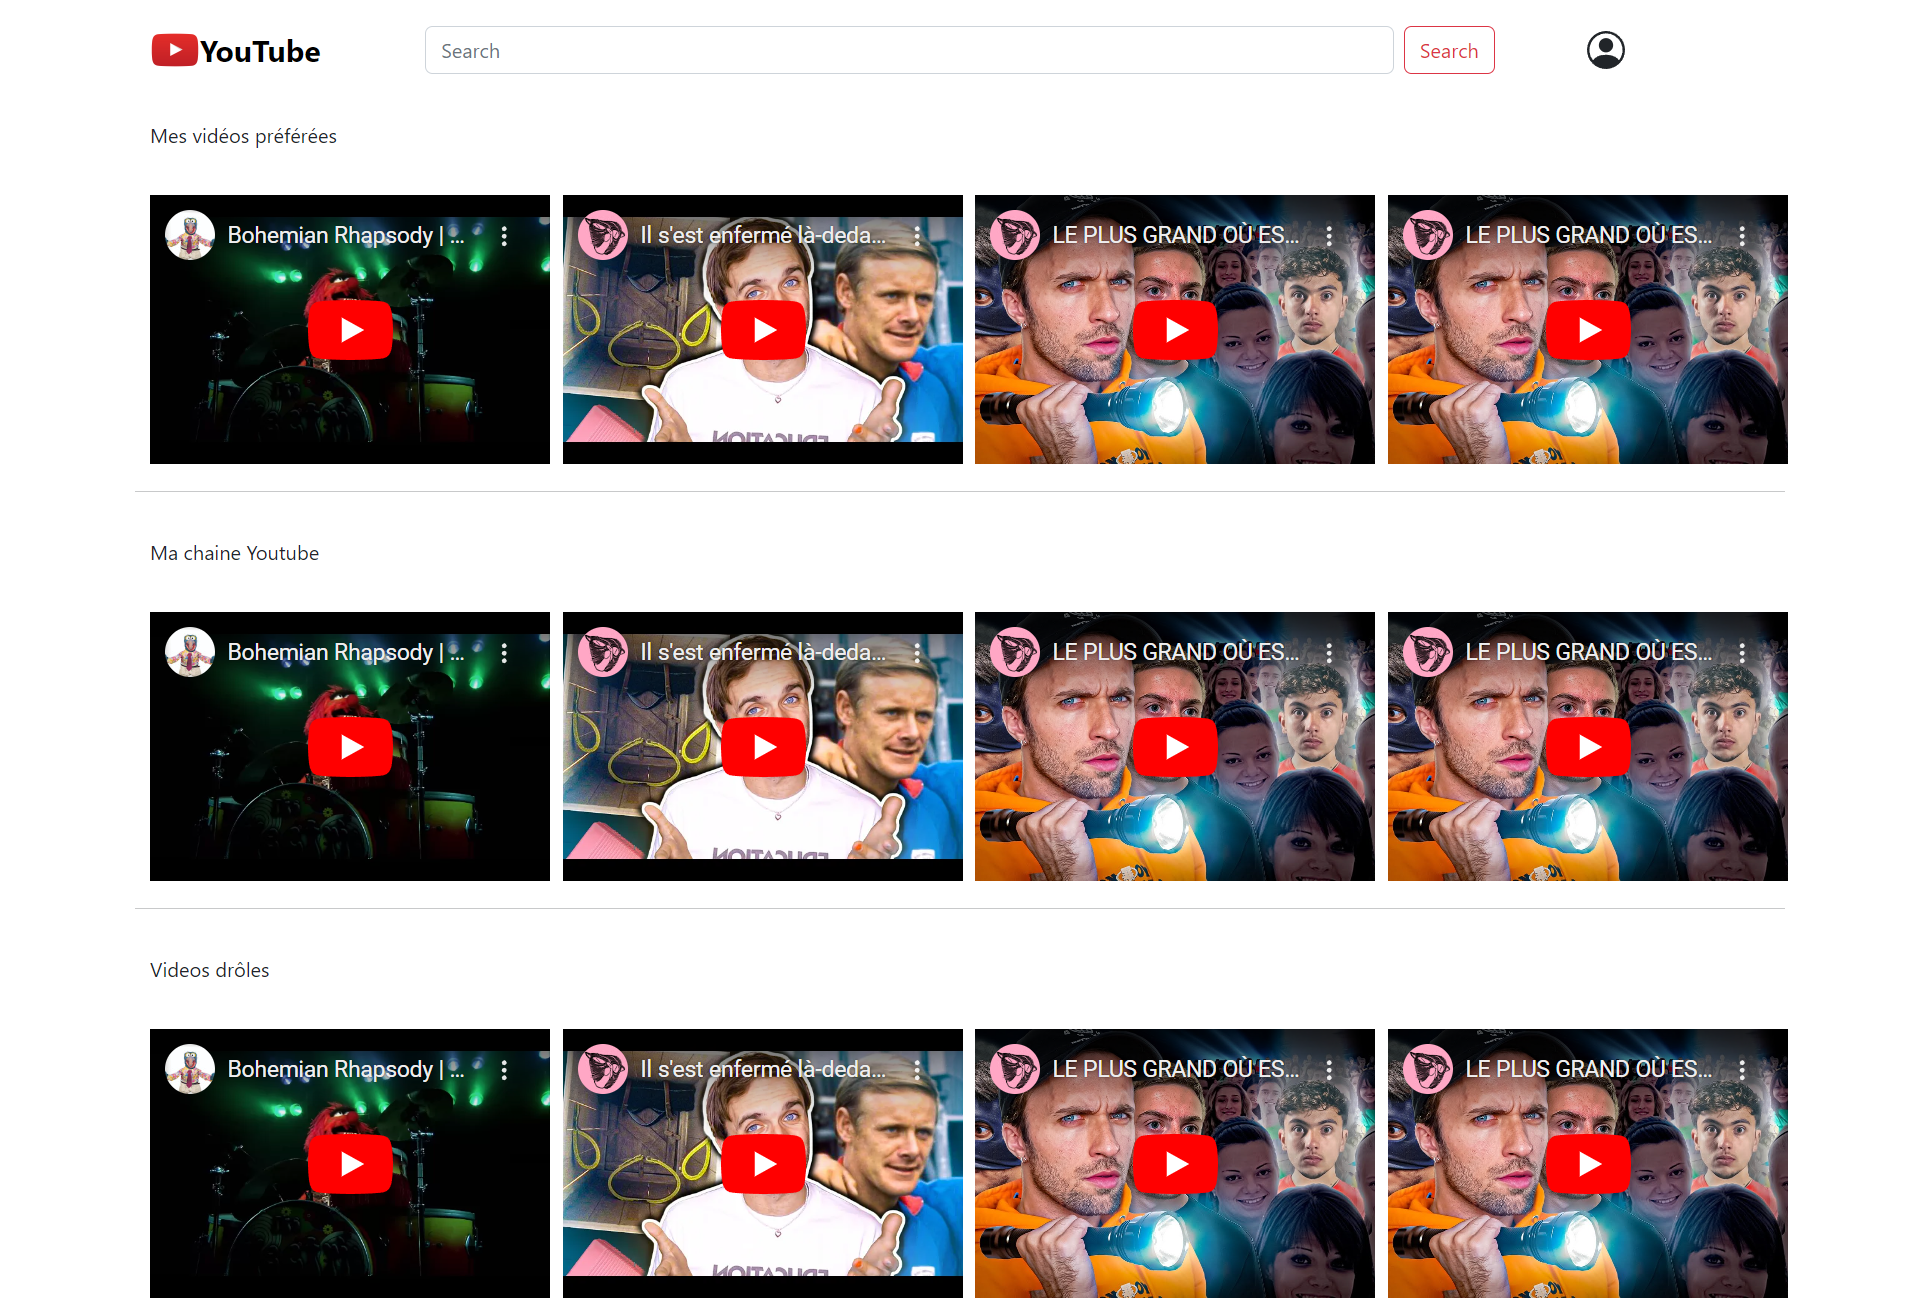 YouTube
Search
Search
Mes vidéos préférées
Bohemian Rhapsody | ...
Il s'est enfermé là-deda...
LE PLUS GRAND OÙ ES...
LE PLUS GRAND OÙ ES...
Ma chaine Youtube
Bohemian Rhapsody | ...
Il s'est enfermé là-deda...
LE PLUS GRAND OÙ ES...
LE PLUS GRAND OÙ ES...
Videos drôles
Bohemian Rhapsody | ...
Il s'est enfermé là-deda...
LE PLUS GRAND OÙ ES...
LE PLUS GRAND OÙ ES...